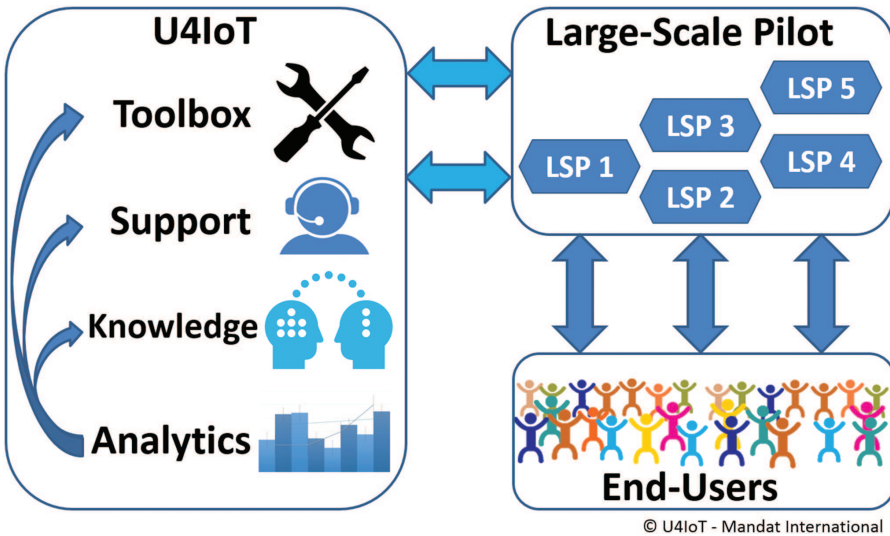 U4IoT
Toolbox
Support
Knowledge
Analytics
Large-Scale Pilot
LSP 1
LSP 2
LSP 3
LSP 4
LSP 5
End-Users
© U4IoT - Mandat International